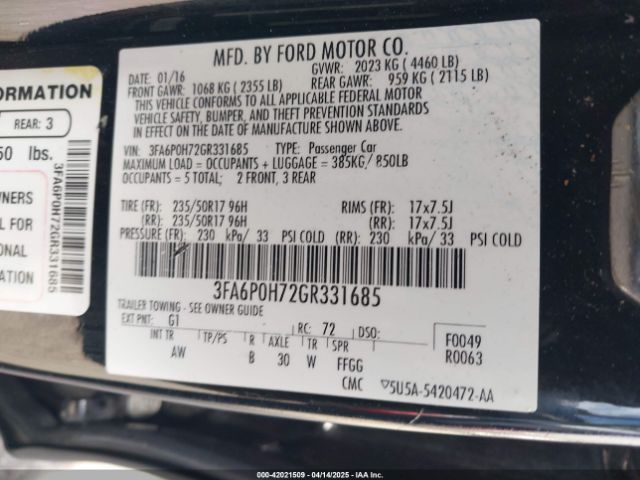 MFD. BY FORD MOTOR CO.
01/16
GVWR: 2023 KG ( 4460 LB)
FRONT GAWR: 1068 KG ( 2355 LB)
REAR GAWR: 959 KG ( 2115 LB)
THIS VEHICLE CONFORMS TO ALL APPLICABLE FEDERAL MOTOR
VEHICLE SAFETY, BUMPER, AND THEFT PREVENTION STANDARDS
IN EFFECT ON THE DATE OF MANUFACTURE SHOWN ABOVE.
VIN: 3FA6P0H72GR331685 TYPE: Passenger Car
MAXIMUM LOAD = OCCUPANTS + LUGGAGE = 385KG/ 850LB
OCCUPANTS = 5 TOTAL; 2 FRONT, 3 REAR
TIRE (FR): 235/50R17 96H RIMS (FR): 17x7.5J
(RR): 235/50R17 96H (RR): 17x7.5J
PRESSURE (FR): 230 kPa/ 33 PSI COLD (RR): 230 kPa/ 33 PSI COLD
3FA6P0H72GR331685
TRAILER TOWING - SEE OWNER GUIDE
EXT PNT: G1 RC: 72 DSO: F0049
INT TR TP/PS R AXLE TR SPR R0063
AW B 30 W FFGG
CMC 5U5A-5420472-AA
FORMATION
REAR: 3
50 lbs.
WNERS
L FOR
ONAL
MATION
3FA6P0H72GR331685
000-42021509 04/14/2025 IAAI.COM